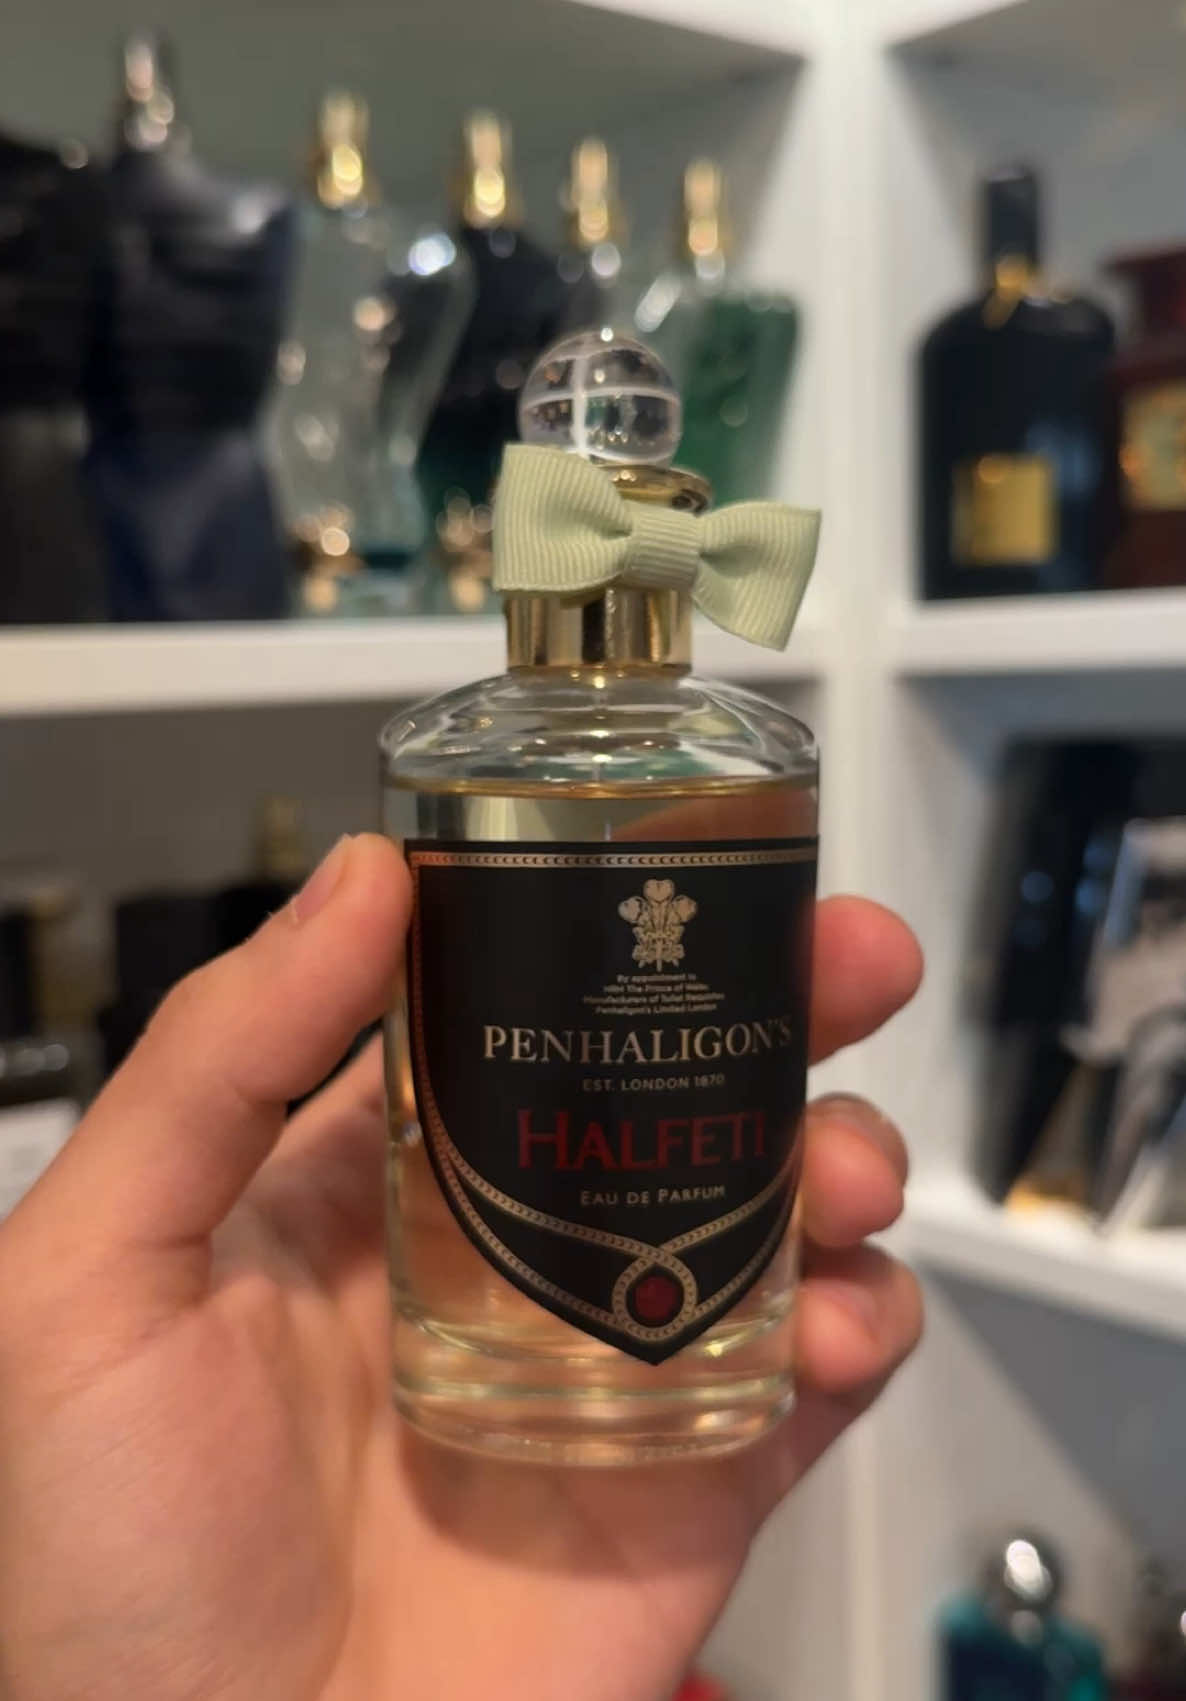 By appointment to
HRH The Prince of Wales
Manufacturers of Toilet Requisites
Penhaligon's Limited London
PENHALIGON'S
EST. LONDON 1870
HALFETI
EAU DE PARFUM